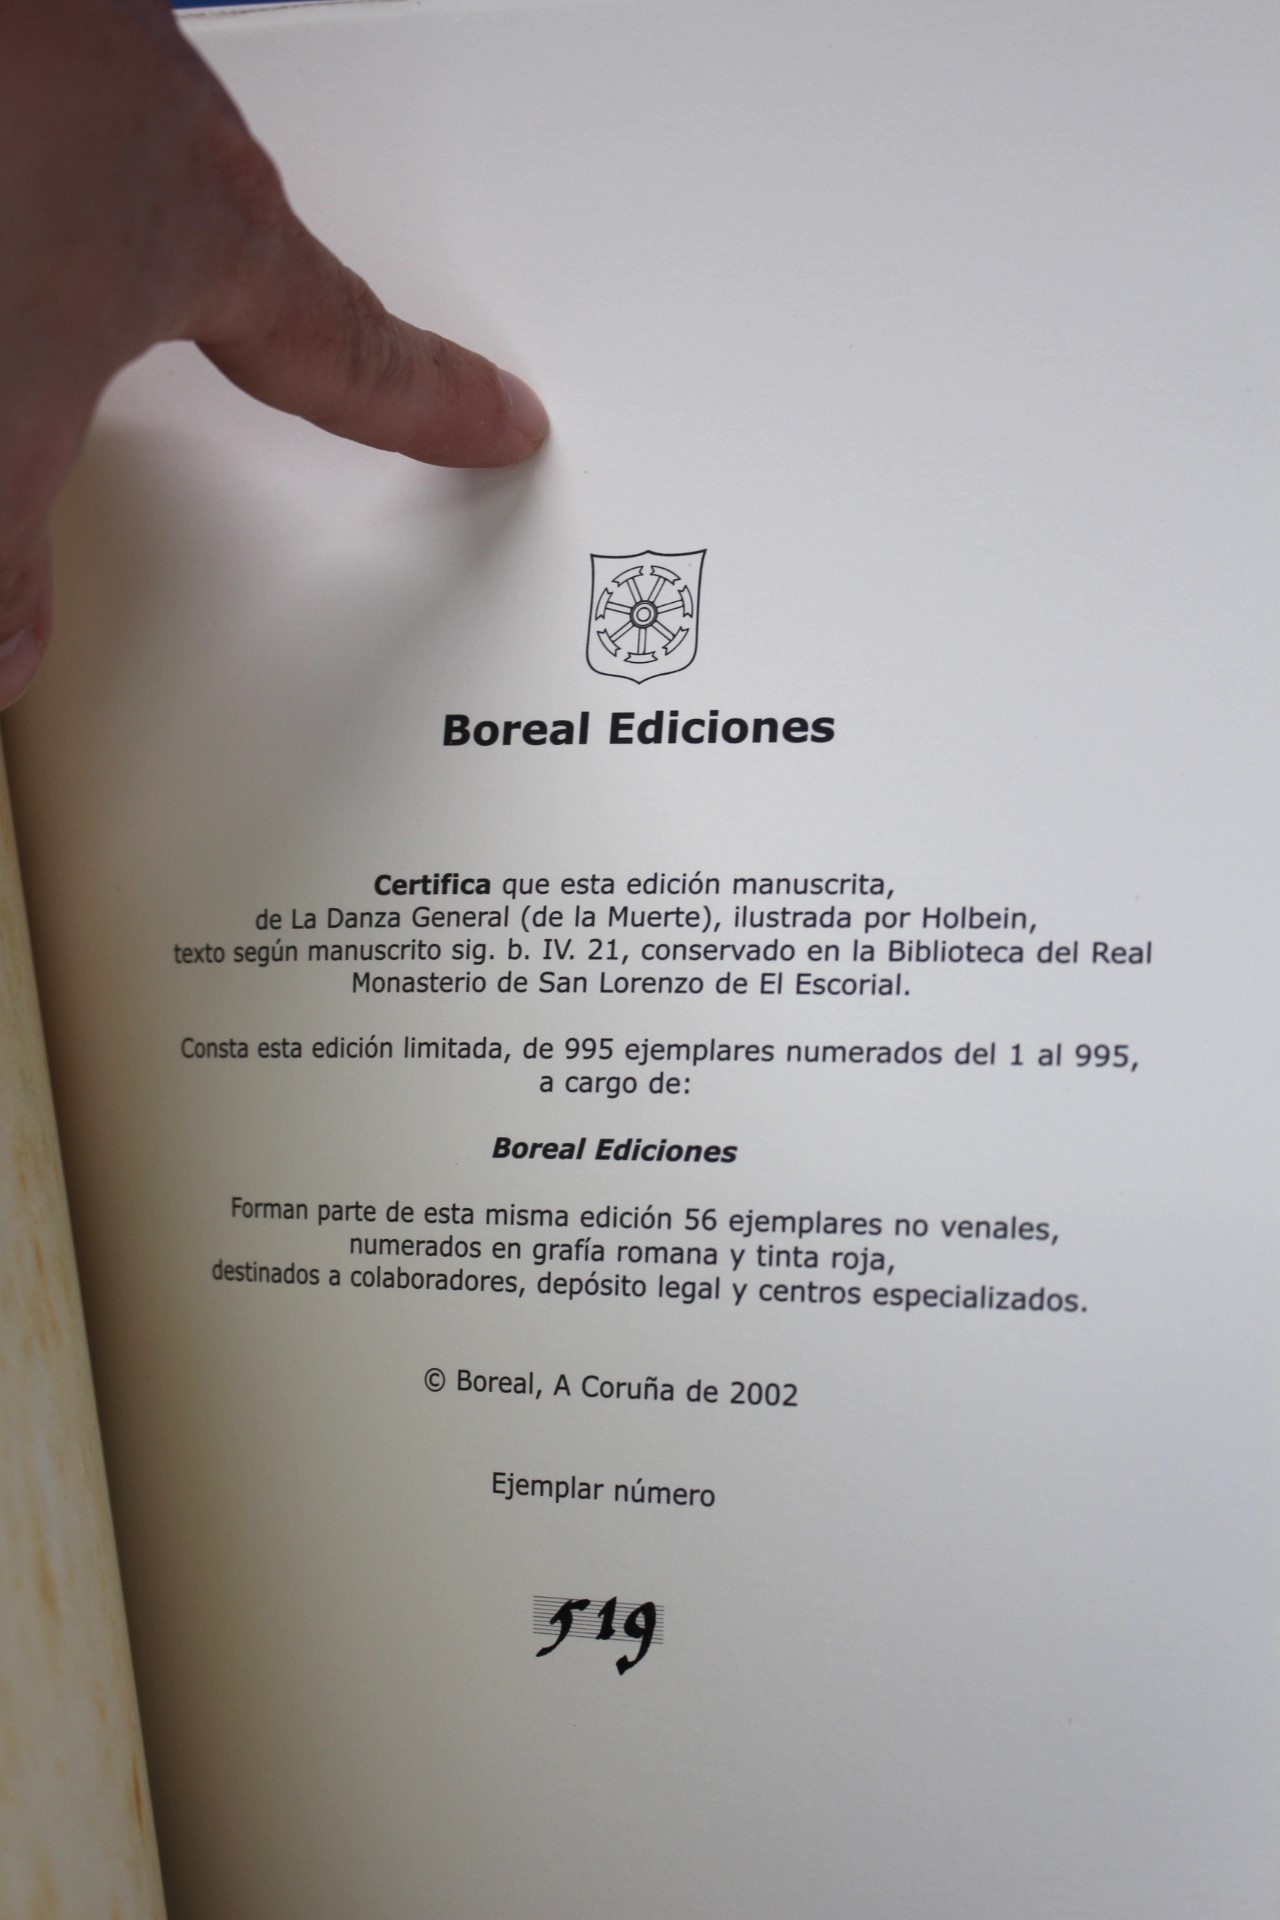 Boreal Ediciones
Certifica que esta edición manuscrita,
de La Danza General (de la Muerte), ilustrada por Holbein,
texto según manuscrito sig. b. IV. 21, conservado en la Biblioteca del Real
Monasterio de San Lorenzo de El Escorial.
Consta esta edición limitada, de 995 ejemplares numerados del 1 al 995,
a cargo de:
Boreal Ediciones
Forman parte de esta misma edición 56 ejemplares no venales,
numerados en grafía romana y tinta roja,
destinados a colaboradores, depósito legal y centros especializados.
© Boreal, A Coruña de 2002
Ejemplar número
519